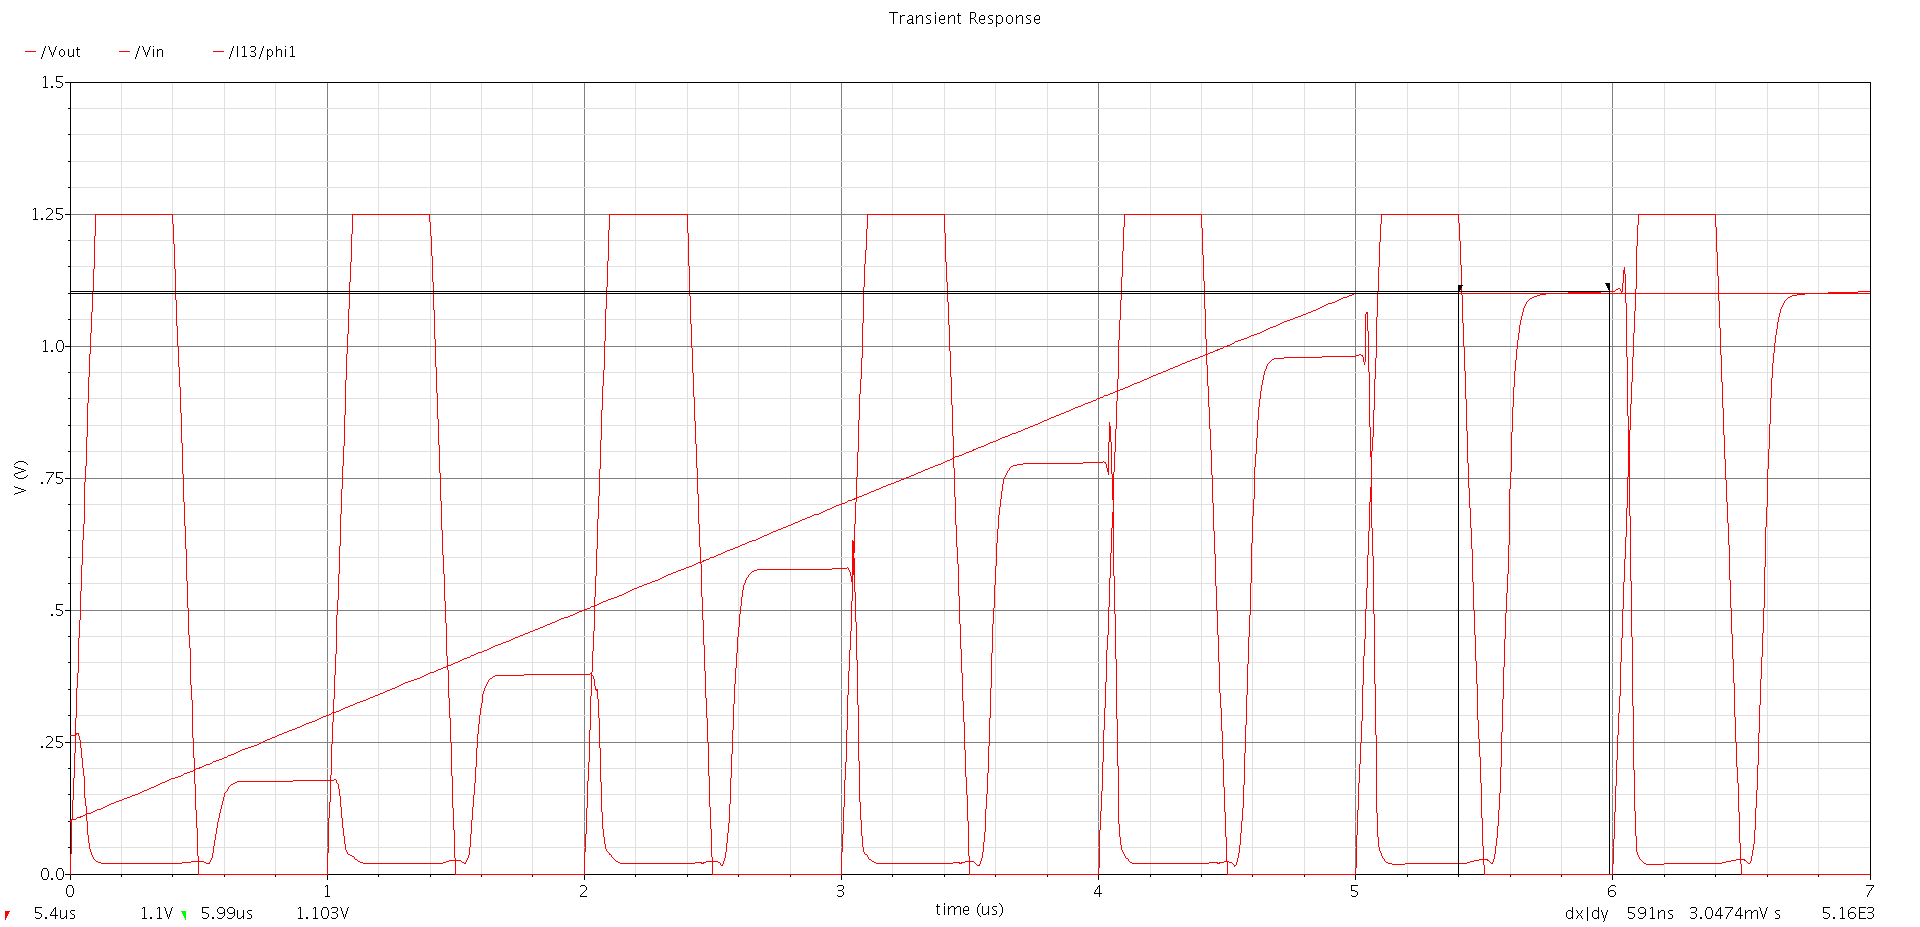 Transient Response
/Vout /Vin /I13/phi1
1.5
1.25
1.0
.75
.5
.25
0.0
V (V)
0 1 2 3 4 5 6 7
time (us)
5.4us 1.1V 5.99us 1.103V dx|dy 591ns 3.0474mV s 5.16E3